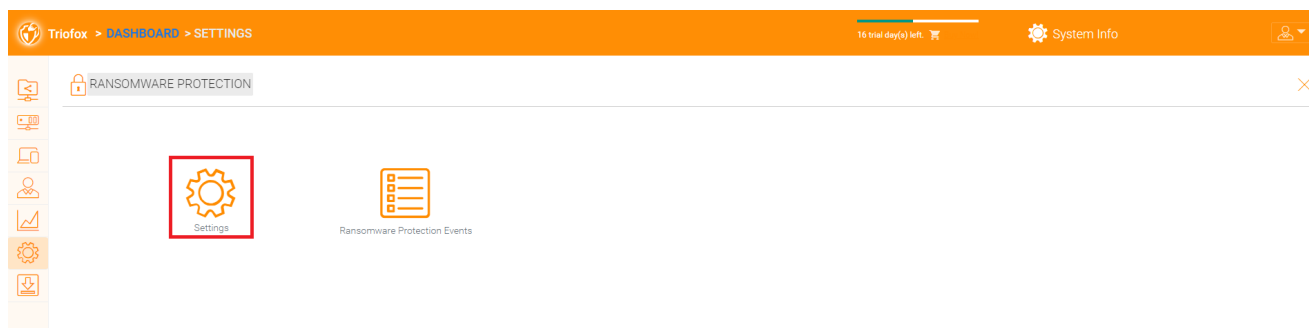 Triofox > DASHBOARD > SETTINGS
16 trial day(s) left.
System Info
RANSOMWARE PROTECTION
Settings
Ransomware Protection Events